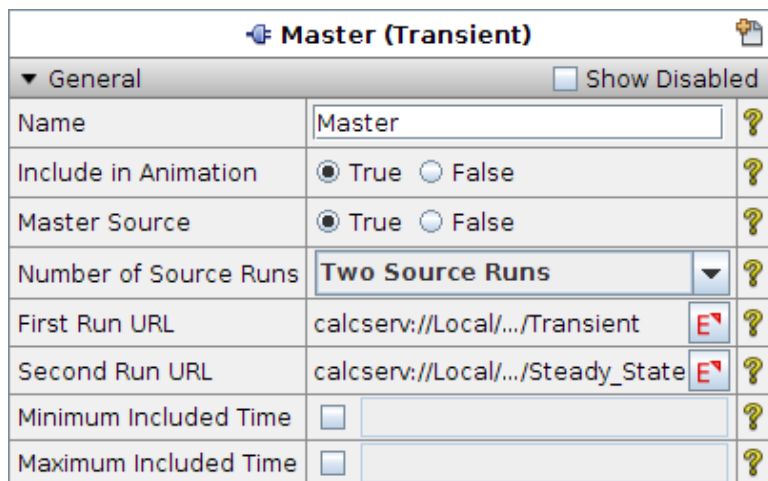 Master (Transient)
General Show Disabled
Name Master
Include in Animation True False
Master Source True False
Number of Source Runs Two Source Runs
First Run URL calcserv://Local/.../Transient E
Second Run URL calcserv://Local/.../Steady_State E
Minimum Included Time
Maximum Included Time